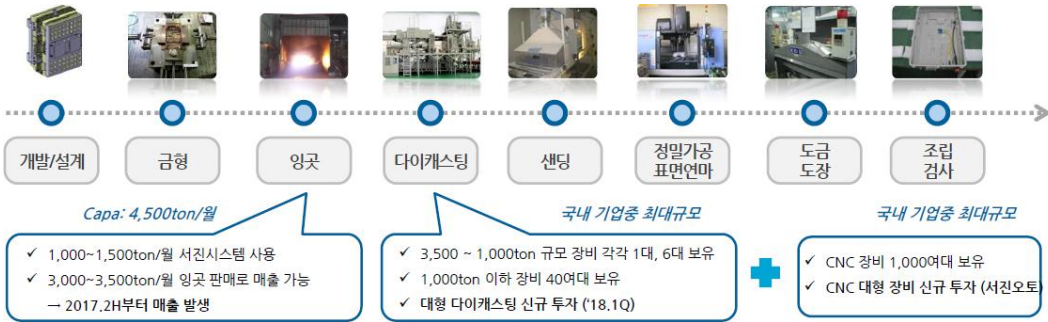 개발/설계
금형
잉곳
다이캐스팅
샌딩
정밀가공
표면연마
도금
도장
조립
검사
Capa: 4,500ton/월
국내 기업중 최대규모
국내 기업중 최대규모
✓ 1,000~1,500ton/월 서진시스템 사용
✓ 3,000~3,500ton/월 잉곳 판매로 매출 가능
→ 2017.2H부터 매출 발생
✓ 3,500 ~ 1,000ton 규모 장비 각각 1대, 6대 보유
✓ 1,000ton 이하 장비 40여대 보유
✓ 대형 다이캐스팅 신규 투자 ('18.1Q)
✓ CNC 장비 1,000여대 보유
✓ CNC 대형 장비 신규 투자 (서진오토)